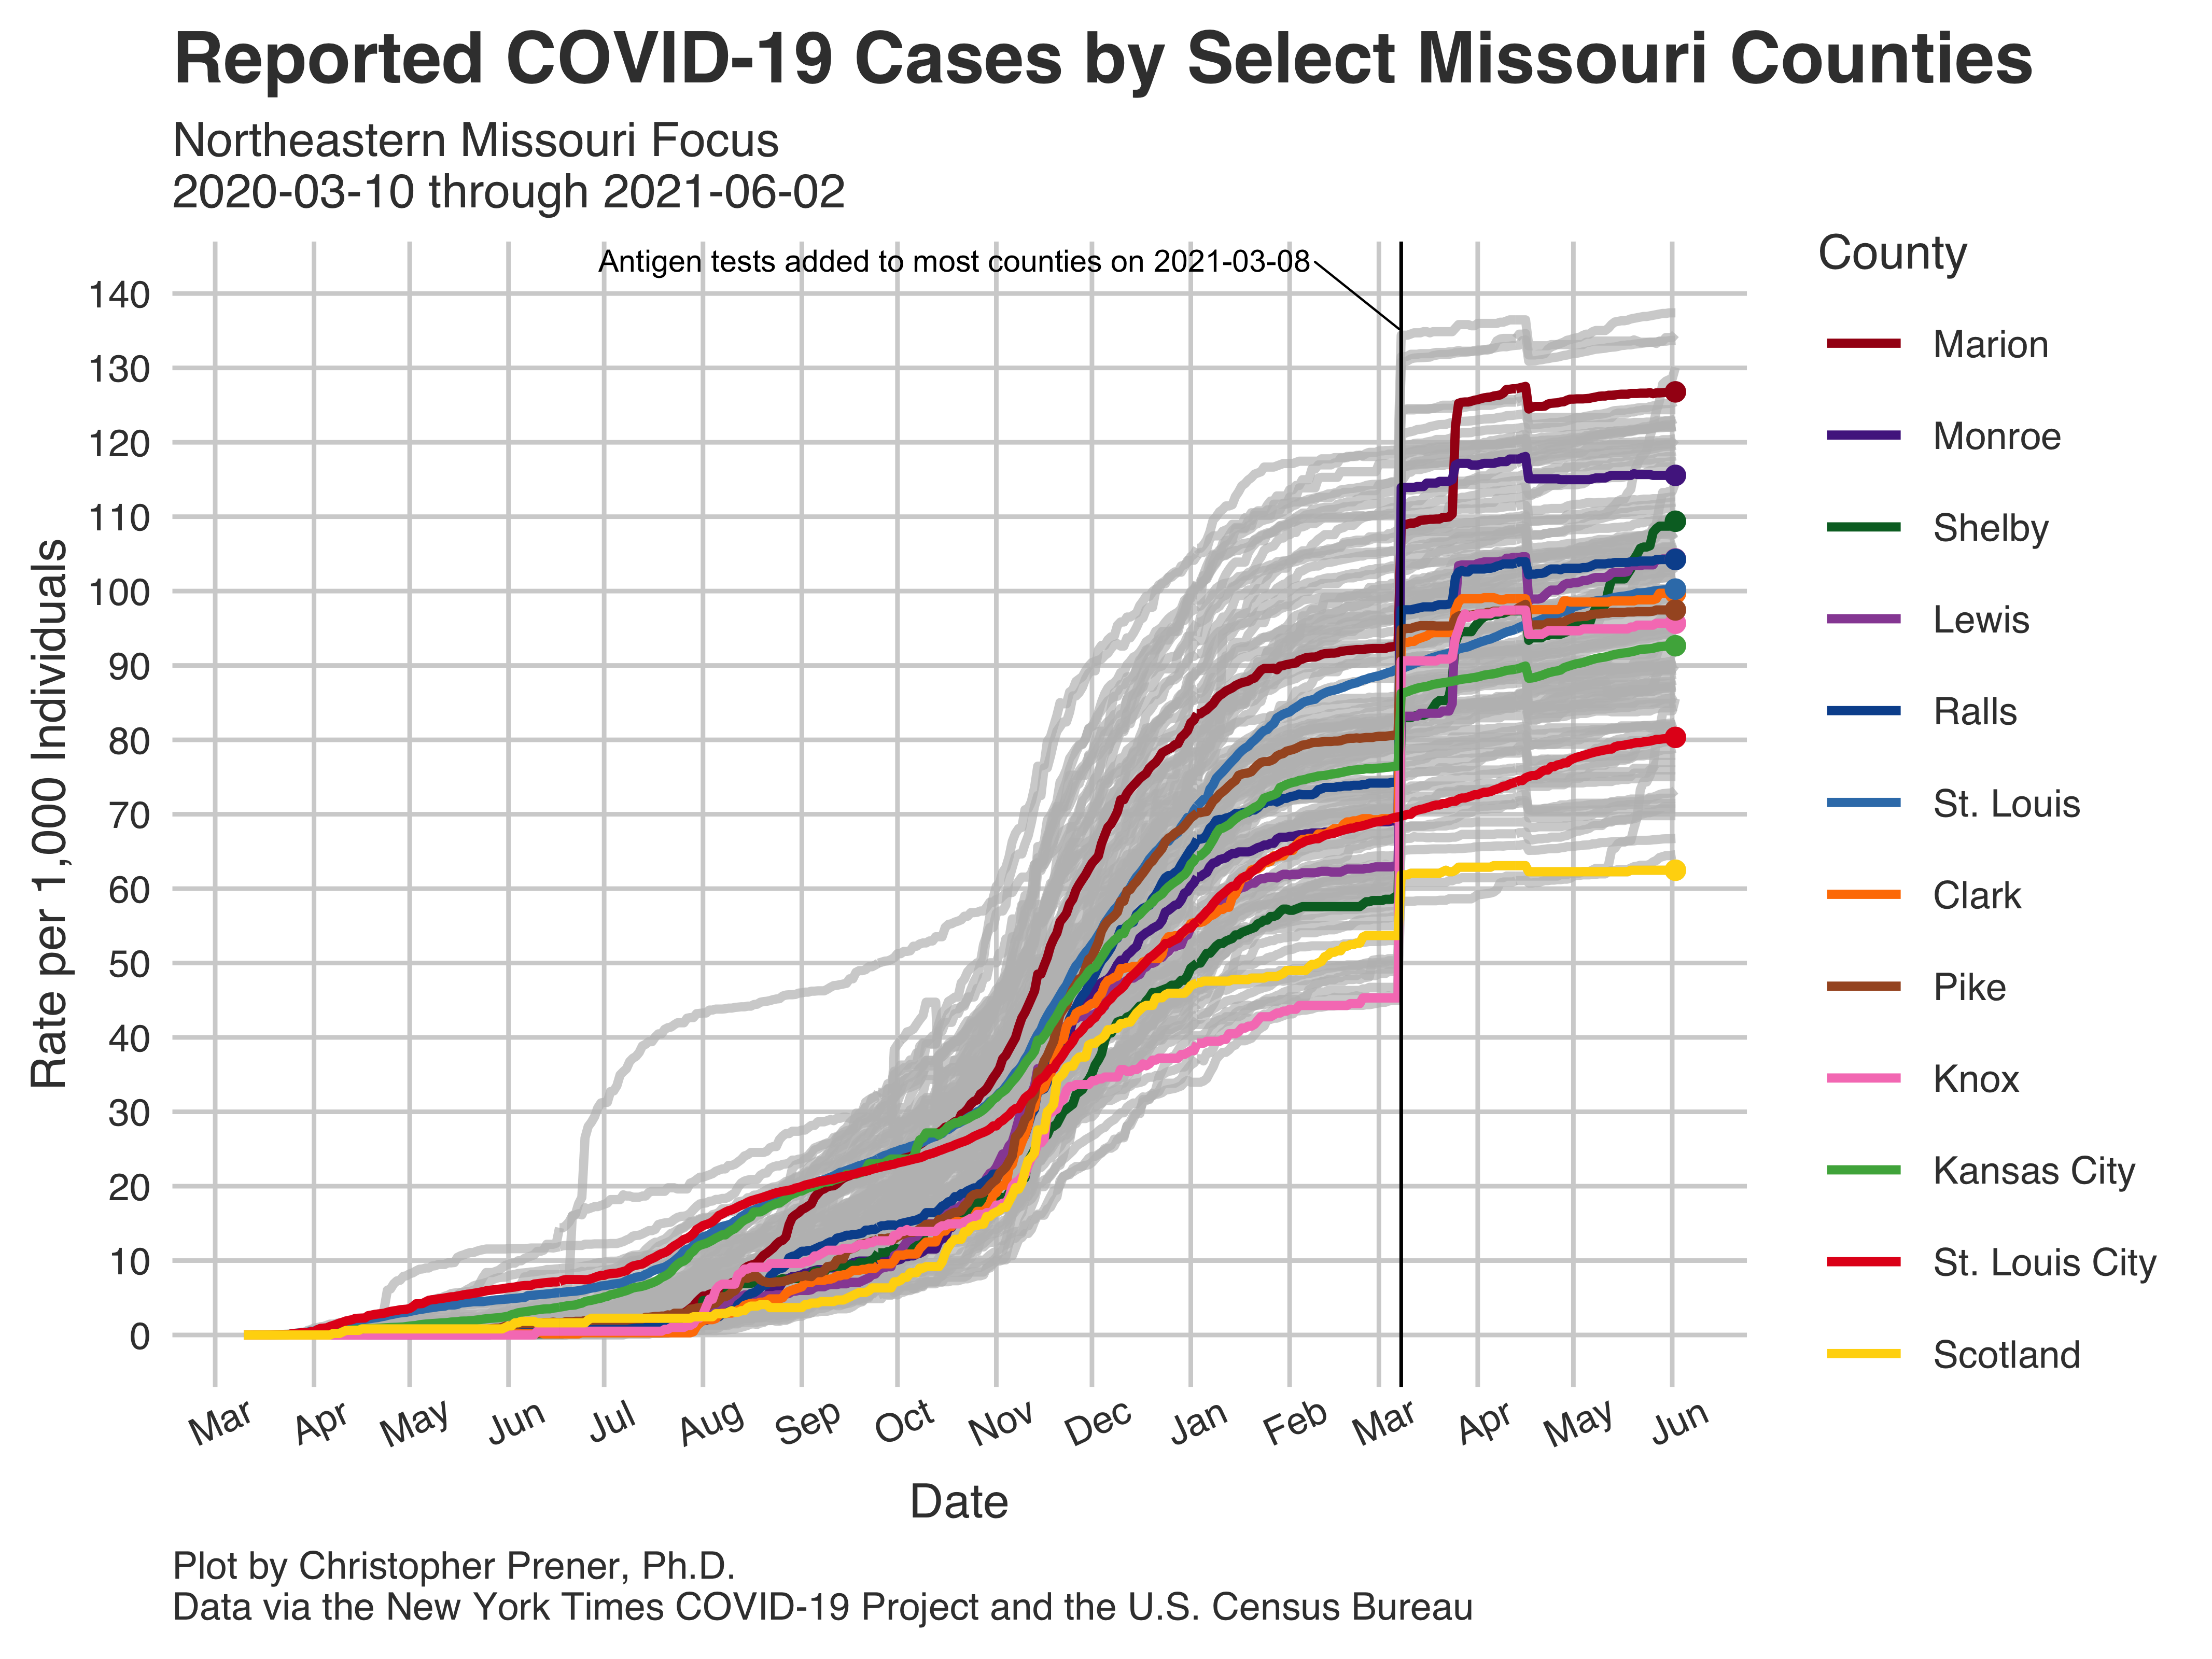 Reported COVID-19 Cases by Select Missouri Counties
Northeastern Missouri Focus
2020-03-10 through 2021-06-02
Antigen tests added to most counties on 2021-03-08
Rate per 1,000 Individuals
140
130
120
110
100
90
80
70
60
50
40
30
20
10
0
Mar Apr May Jun Jul Aug Sep Oct Nov Dec Jan Feb Mar Apr May Jun
Date
County
Marion
Monroe
Shelby
Lewis
Ralls
St. Louis
Clark
Pike
Knox
Kansas City
St. Louis City
Scotland
Plot by Christopher Prener, Ph.D.
Data via the New York Times COVID-19 Project and the U.S. Census Bureau